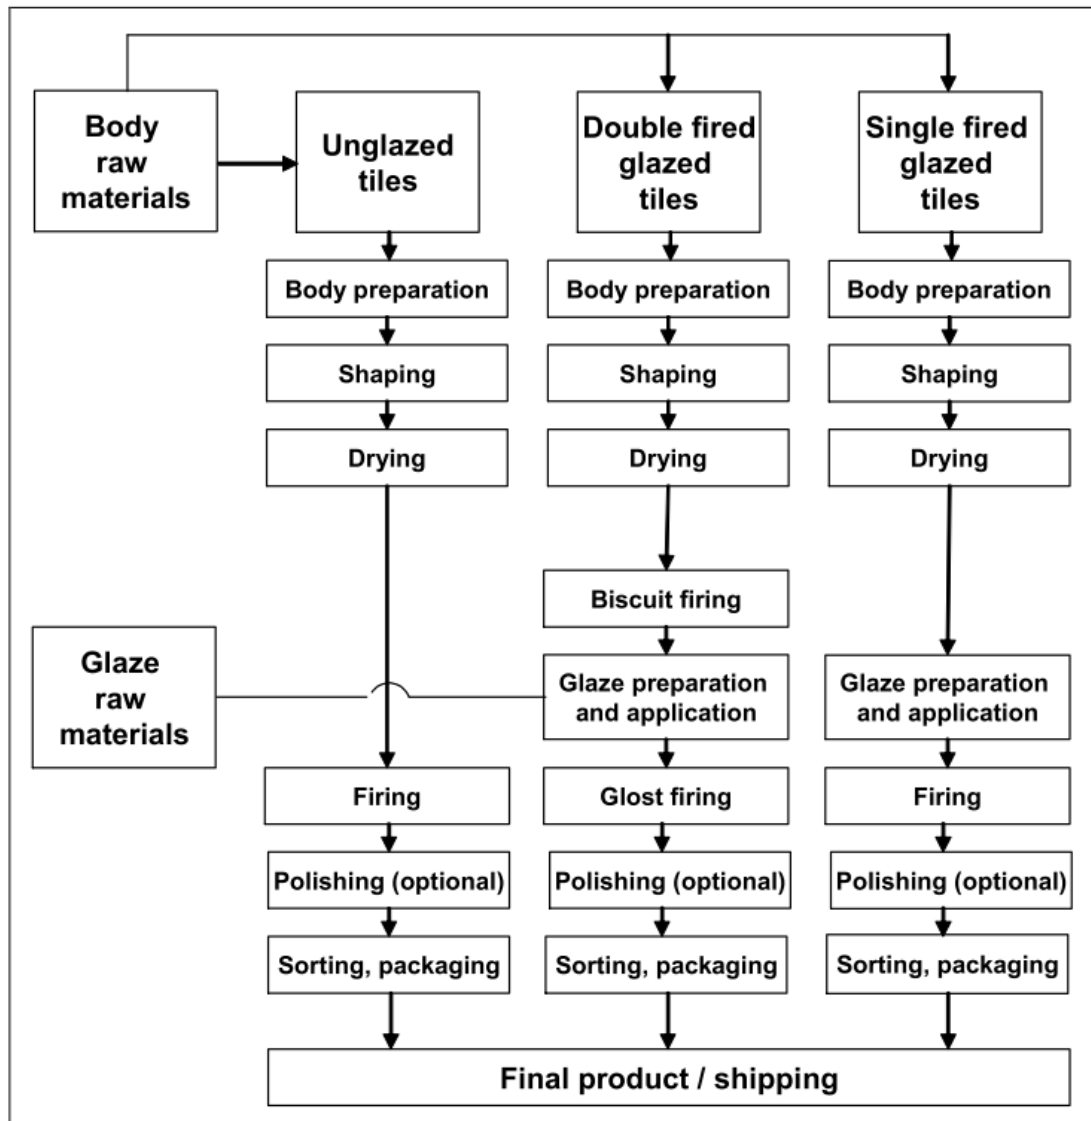 Body
raw
materials
Unglazed
tiles
Double fired
glazed
tiles
Single fired
glazed
tiles
Body preparation
Body preparation
Body preparation
Shaping
Shaping
Shaping
Drying
Drying
Drying
Biscuit firing
Glaze
raw
materials
Glaze preparation
and application
Glaze preparation
and application
Firing
Glost firing
Firing
Polishing (optional)
Polishing (optional)
Polishing (optional)
Sorting, packaging
Sorting, packaging
Sorting, packaging
Final product / shipping